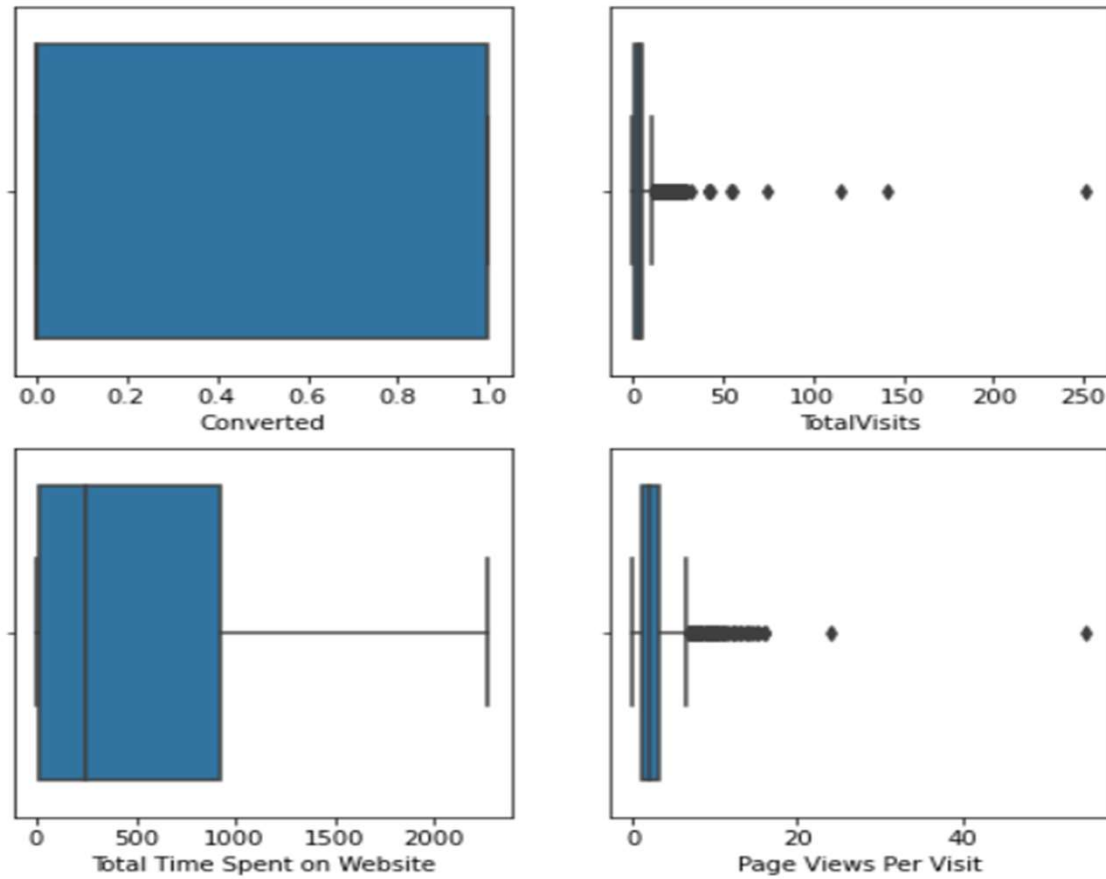 0.0 0.2 0.4 0.6 0.8 1.0
Converted
0 50 100 150 200 250
TotalVisits
0 500 1000 1500 2000
Total Time Spent on Website
0 20 40
Page Views Per Visit